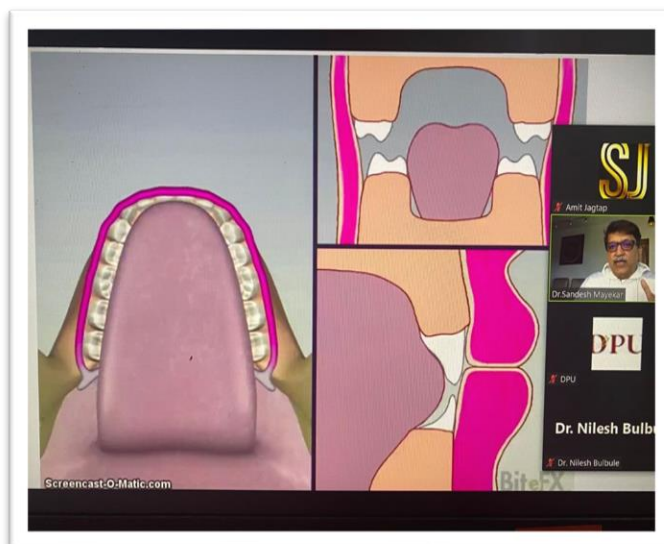 SJ
Amit Jagtap
Dr.Sandesh Mayekar
DPU
DPU
Dr. Nilesh Bulbu
Dr. Nilesh Bulbule
Screencast-O-Matic.com
BiteFX